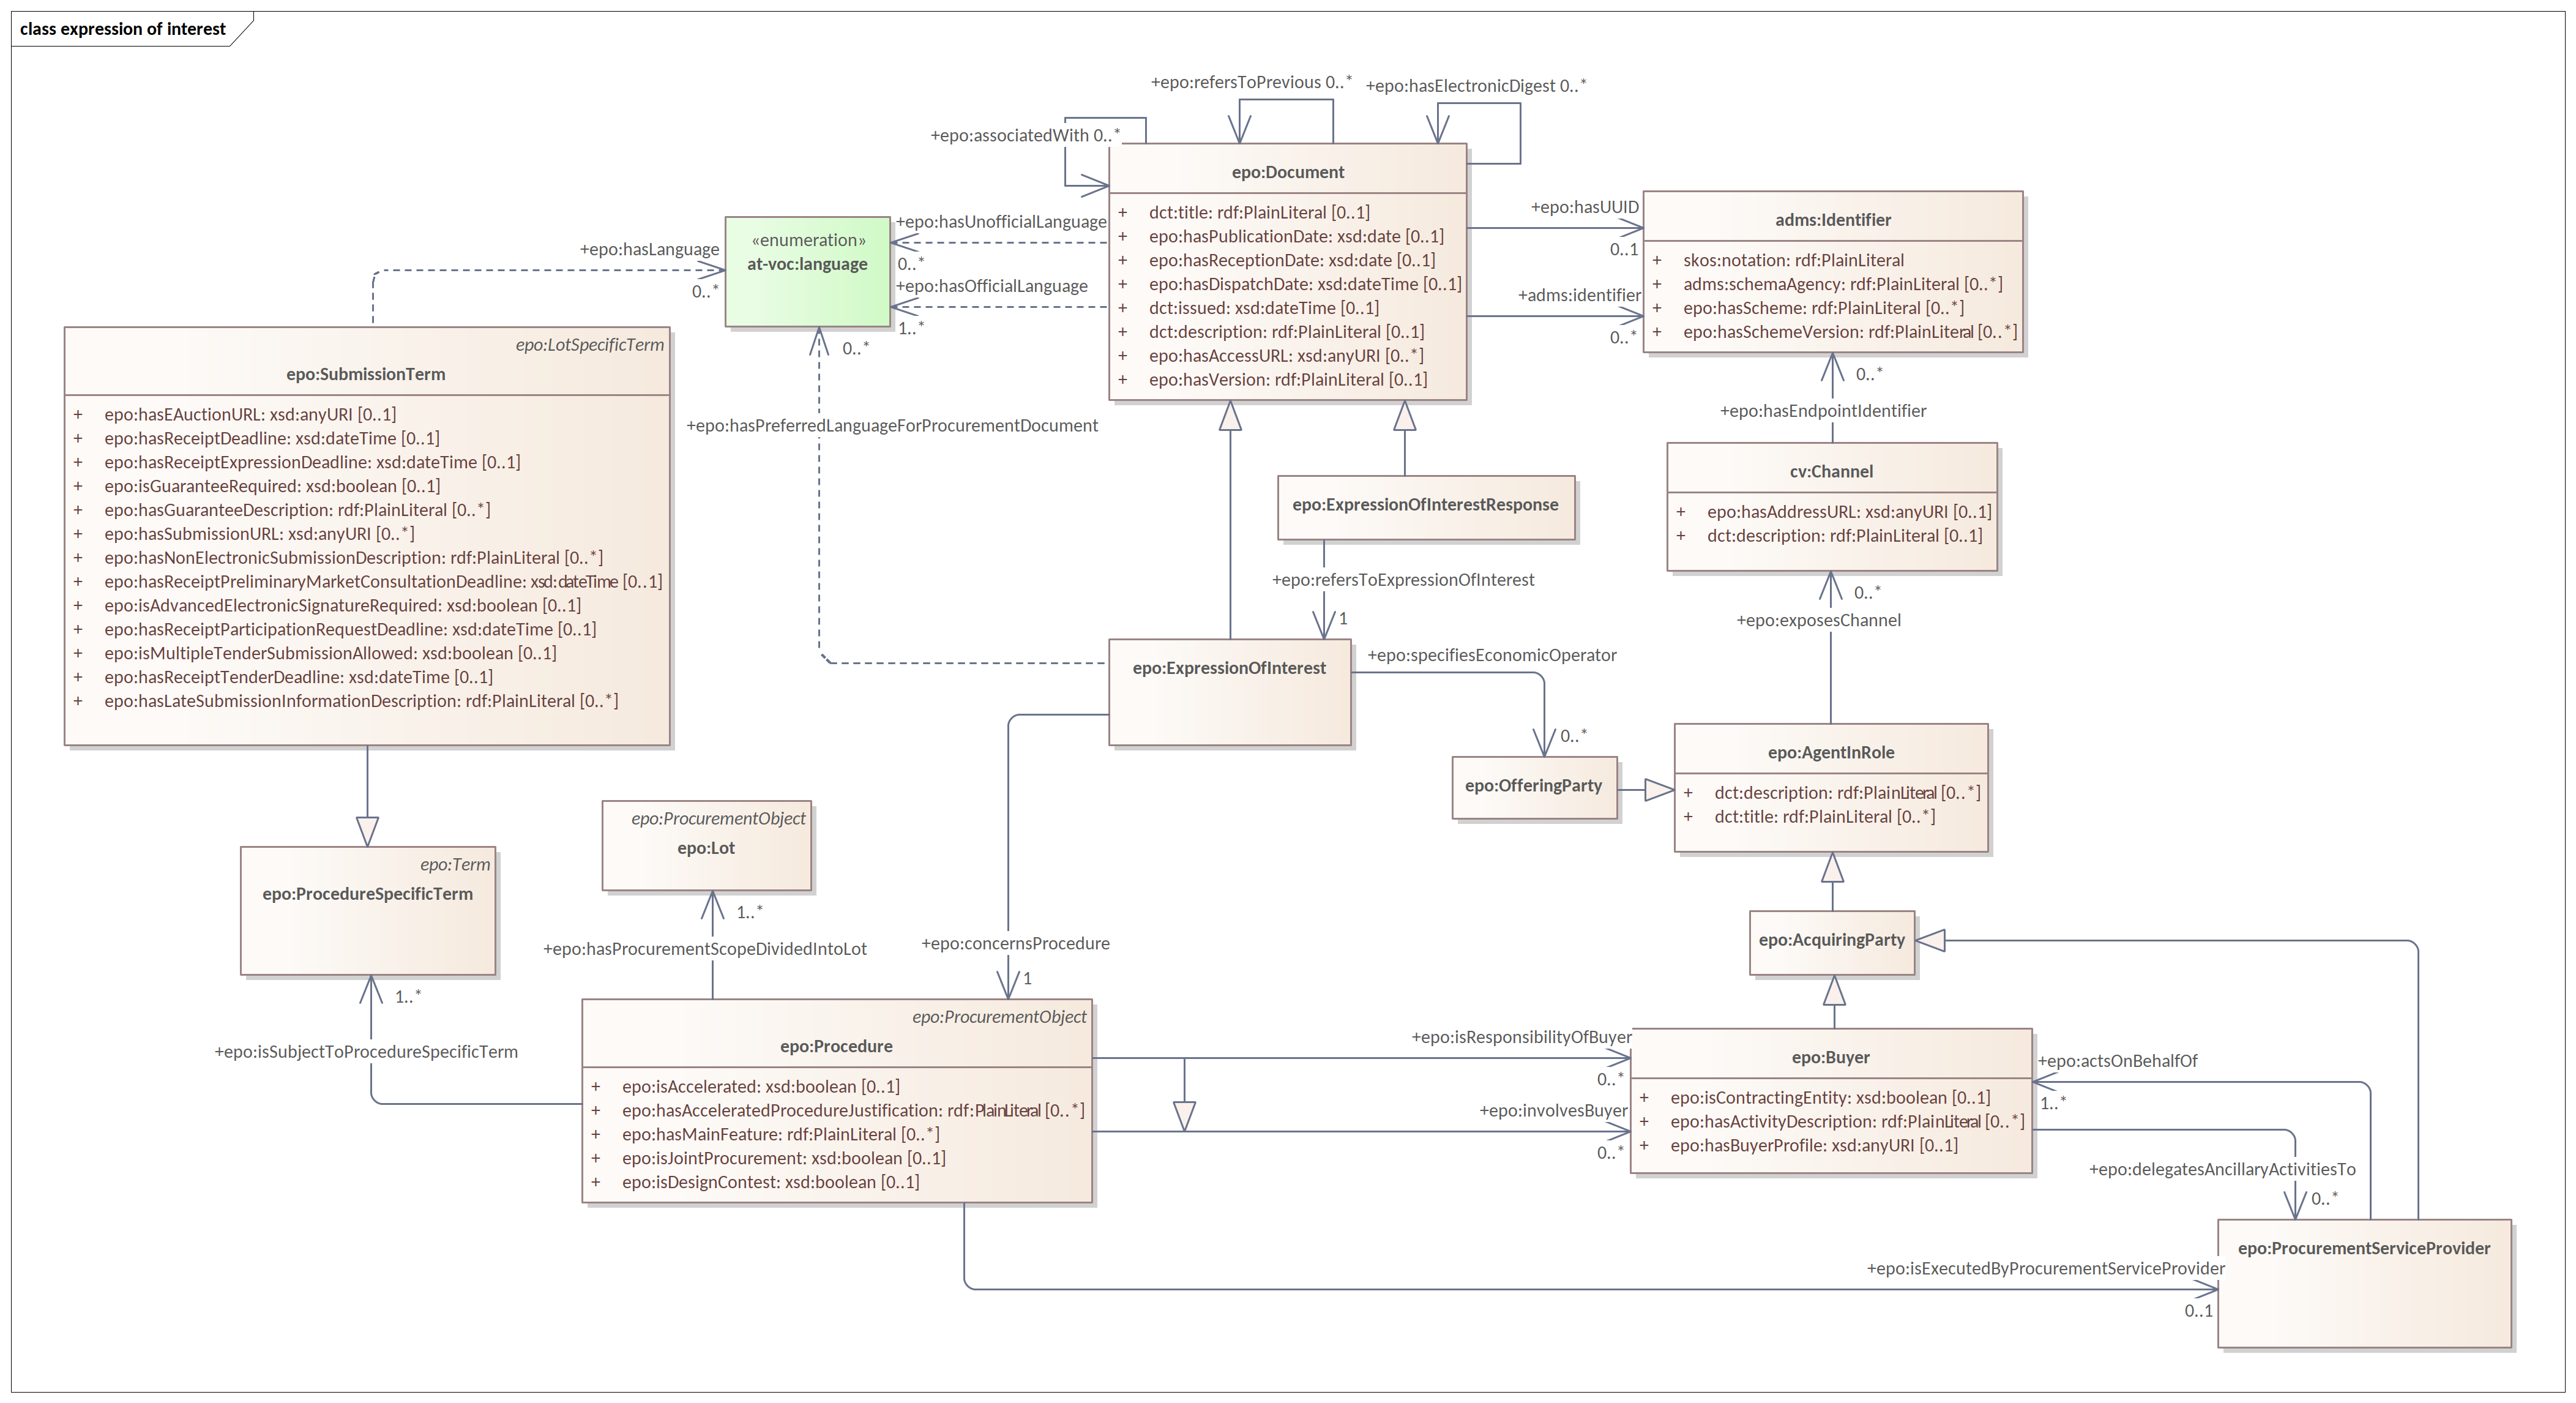 class expression of interest
+epo:refersToPrevious 0..*
+epo:hasElectronicDigest 0..*
+epo:associatedWith 0..*
epo:Document
+ dct:title: rdf:PlainLiteral [0..1]
+ epo:hasPublicationDate: xsd:date [0..1]
+ epo:hasReceptionDate: xsd:date [0..1]
+ epo:hasDispatchDate: xsd:dateTime [0..1]
+ dct:issued: xsd:dateTime [0..1]
+ dct:description: rdf:PlainLiteral [0..1]
+ epo:hasAccessURL: xsd:anyURI [0..*]
+ epo:hasVersion: rdf:PlainLiteral [0..1]
+epo:hasUUID
0..1
+adms:identifier
0..*
adms:Identifier
+ skos:notation: rdf:PlainLiteral
+ adms:schemaAgency: rdf:PlainLiteral [0..*]
+ epo:hasScheme: rdf:PlainLiteral [0..*]
+ epo:hasSchemeVersion: rdf:PlainLiteral [0..*]
+epo:hasUnofficialLanguage
0..*
+epo:hasOfficialLanguage
1..*
«enumeration»
at-voc:language
+epo:hasLanguage
0..*
0..*
+epo:hasPreferredLanguageForProcurementDocument
epo:LotSpecificTerm
epo:SubmissionTerm
+ epo:hasEAuctionURL: xsd:anyURI [0..1]
+ epo:hasReceiptDeadline: xsd:dateTime [0..1]
+ epo:hasReceiptExpressionDeadline: xsd:dateTime [0..1]
+ epo:isGuaranteeRequired: xsd:boolean [0..1]
+ epo:hasGuaranteeDescription: rdf:PlainLiteral [0..*]
+ epo:hasSubmissionURL: xsd:anyURI [0..*]
+ epo:hasNonElectronicSubmissionDescription: rdf:PlainLiteral [0..*]
+ epo:hasReceiptPreliminaryMarketConsultationDeadline: xsd:dateTime [0..1]
+ epo:isAdvancedElectronicSignatureRequired: xsd:boolean [0..1]
+ epo:hasReceiptParticipationRequestDeadline: xsd:dateTime [0..1]
+ epo:isMultipleTenderSubmissionAllowed: xsd:boolean [0..1]
+ epo:hasReceiptTenderDeadline: xsd:dateTime [0..1]
+ epo:hasLateSubmissionInformationDescription: rdf:PlainLiteral [0..*]
0..*
+epo:hasEndpointIdentifier
cv:Channel
+ epo:hasAddressURL: xsd:anyURI [0..1]
+ dct:description: rdf:PlainLiteral [0..1]
0..*
+epo:exposesChannel
epo:ExpressionOfInterestResponse
+epo:refersToExpressionOfInterest
1
epo:ExpressionOfInterest
+epo:specifiesEconomicOperator
0..*
epo:OfferingParty
epo:AgentInRole
+ dct:description: rdf:PlainLiteral [0..*]
+ dct:title: rdf:PlainLiteral [0..*]
epo:ProcurementObject
epo:Lot
epo:Term
epo:ProcedureSpecificTerm
1..*
+epo:hasProcurementScopeDividedIntoLot
+epo:concernsProcedure
1
epo:AcquiringParty
1..*
+epo:isSubjectToProcedureSpecificTerm
epo:ProcurementObject
epo:Procedure
+ epo:isAccelerated: xsd:boolean [0..1]
+ epo:hasAcceleratedProcedureJustification: rdf:PlainLiteral [0..*]
+ epo:hasMainFeature: rdf:PlainLiteral [0..*]
+ epo:isJointProcurement: xsd:boolean [0..1]
+ epo:isDesignContest: xsd:boolean [0..1]
+epo:isResponsibilityOfBuyer
0..*
+epo:involvesBuyer
0..*
epo:Buyer
+ epo:isContractingEntity: xsd:boolean [0..1]
+ epo:hasActivityDescription: rdf:PlainLiteral [0..*]
+ epo:hasBuyerProfile: xsd:anyURI [0..1]
+epo:actsOnBehalfOf
1..*
+epo:delegatesAncillaryActivitiesTo
0..*
epo:ProcurementServiceProvider
+epo:isExecutedByProcurementServiceProvider
0..1